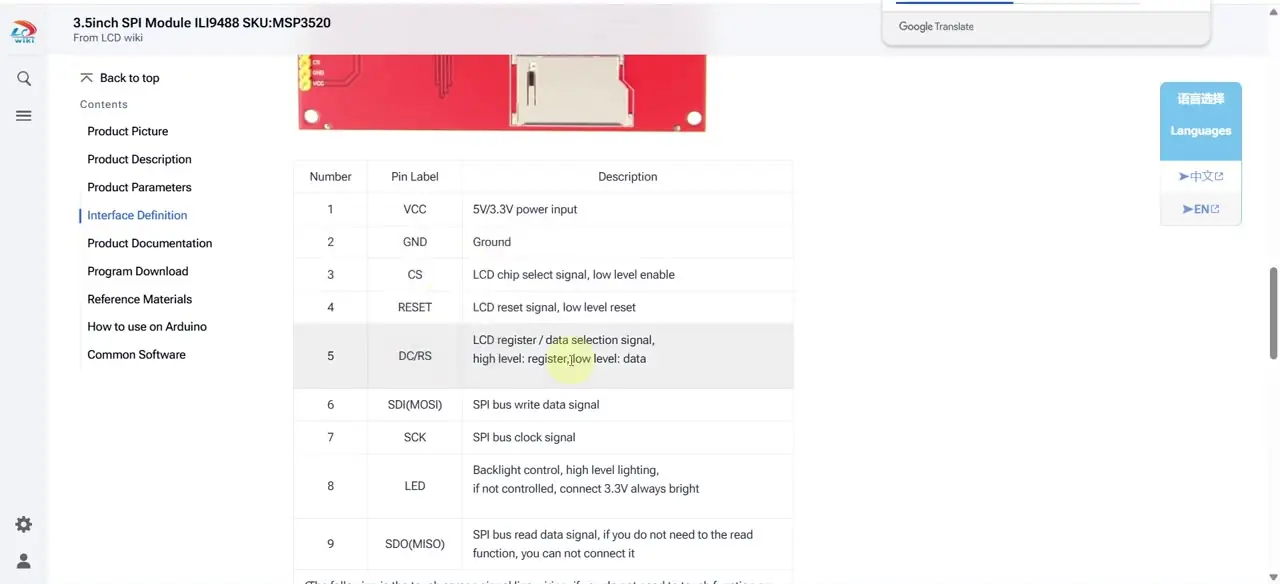 3.5inch SPI Module ILI9488 SKU:MSP3520
From LCD wiki
Google Translate
LC
WIKI
Back to top
Contents
Product Picture
Product Description
Product Parameters
Interface Definition
Product Documentation
Program Download
Reference Materials
How to use on Arduino
Common Software
CS
GND
VCC
Number Pin Label Description
1 VCC 5V/3.3V power input
2 GND Ground
3 CS LCD chip select signal, low level enable
4 RESET LCD reset signal, low level reset
5 DC/RS LCD register / data selection signal,
high level: register, low level: data
6 SDI(MOSI) SPI bus write data signal
7 SCK SPI bus clock signal
8 LED Backlight control, high level lighting,
if not controlled, connect 3.3V always bright
9 SDO(MISO) SPI bus read data signal, if you do not need to the read
function, you can not connect it
语言选择
Languages
➤中文
➤EN